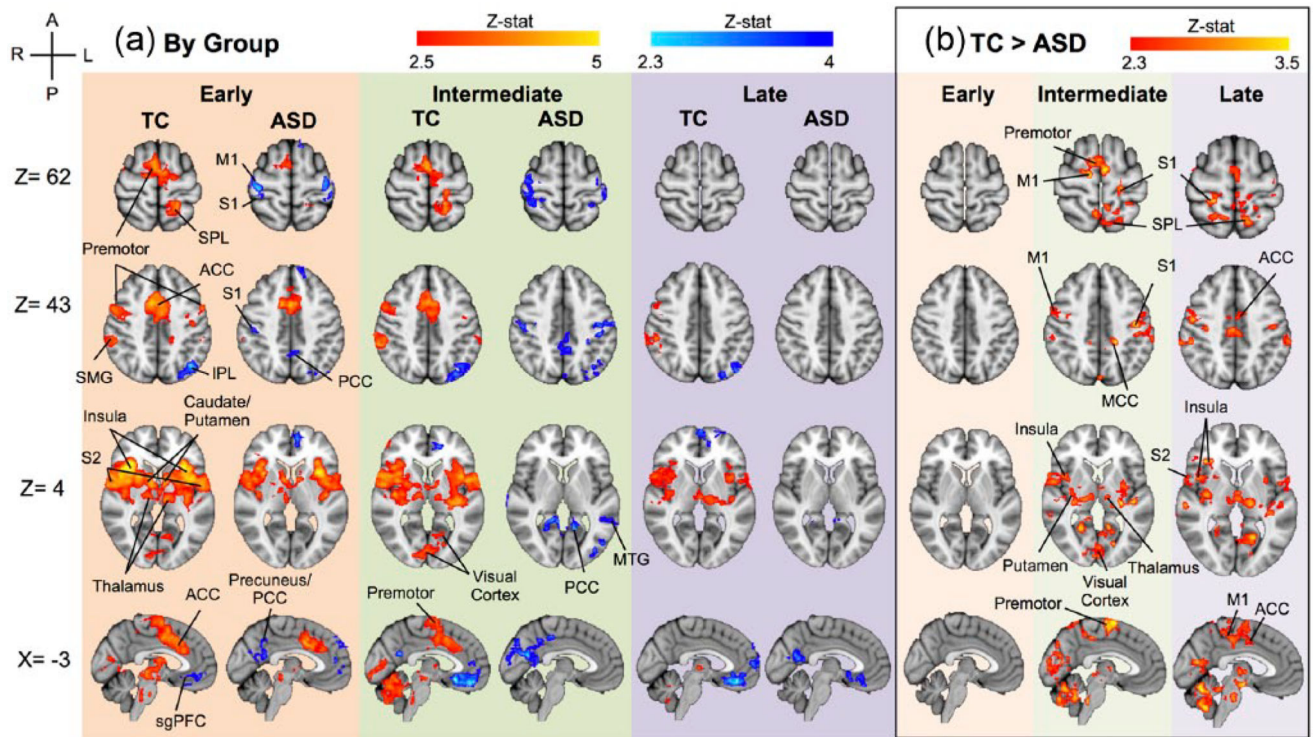 A
R L
P
(a) By Group
Z-stat
2.5 5
Z-stat
2.3 4
(b) TC > ASD
Z-stat
2.3 3.5
Early
TC ASD
Intermediate
TC ASD
Late
TC ASD
Early Intermediate Late
Z= 62
M1
S1
SPL
Premotor
M1
S1
SPL
Premotor
Z= 43
ACC
S1
SMG
IPL
PCC
M1
S1
ACC
MCC
Z= 4
Insula
Caudate/
Putamen
S2
Thalamus
Visual
Cortex
PCC
MTG
Insula
Insula
S2
Putamen
Thalamus
Visual
Cortex
X= -3
ACC
Precuneus/
PCC
sgPFC
Premotor
Premotor
M1
ACC